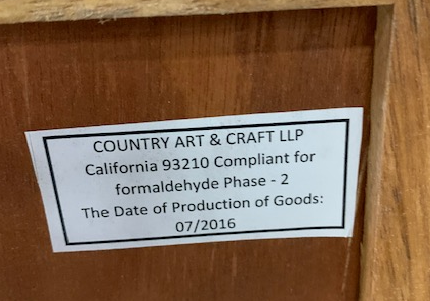 COUNTRY ART & CRAFT LLP
California 93210 Compliant for
formaldehyde Phase - 2
The Date of Production of Goods:
07/2016